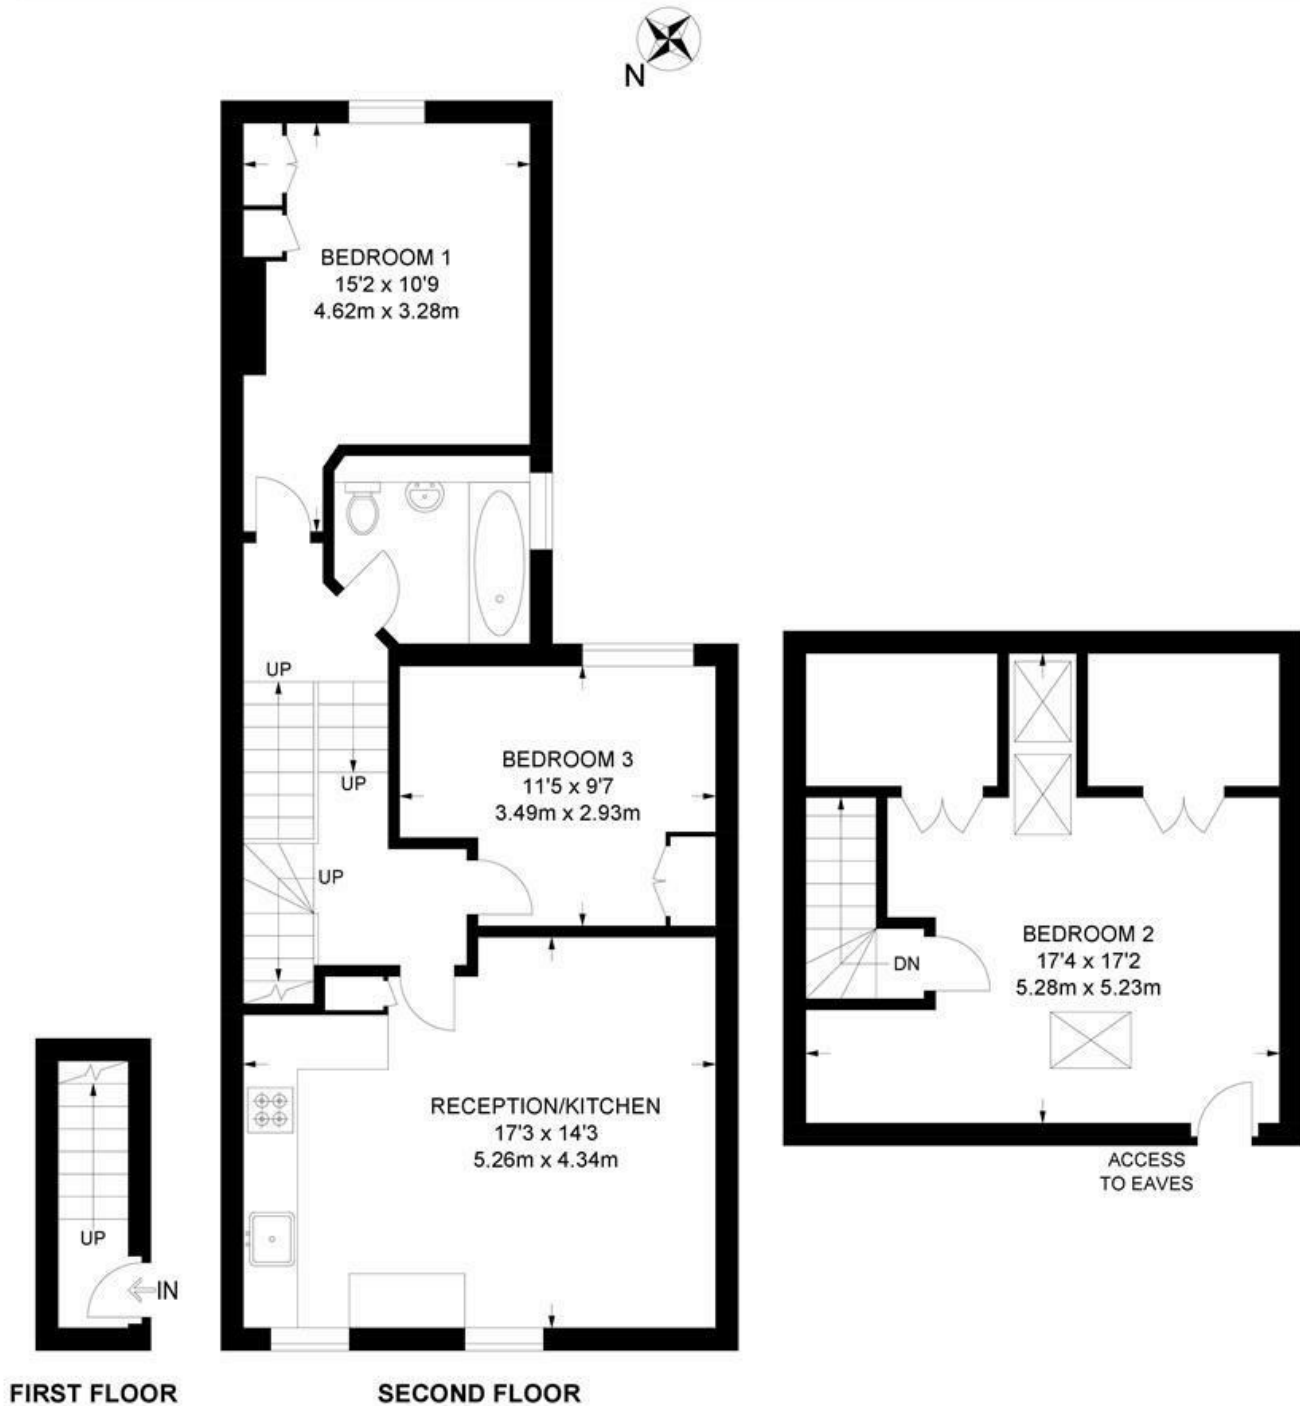 N
BEDROOM 1
15'2 x 10'9
4.62m x 3.28m
UP
UP
UP
BEDROOM 3
11'5 x 9'7
3.49m x 2.93m
RECEPTION/KITCHEN
17'3 x 14'3
5.26m x 4.34m
BEDROOM 2
17'4 x 17'2
5.28m x 5.23m
DN
ACCESS
TO EAVES
UP
IN
FIRST FLOOR
SECOND FLOOR